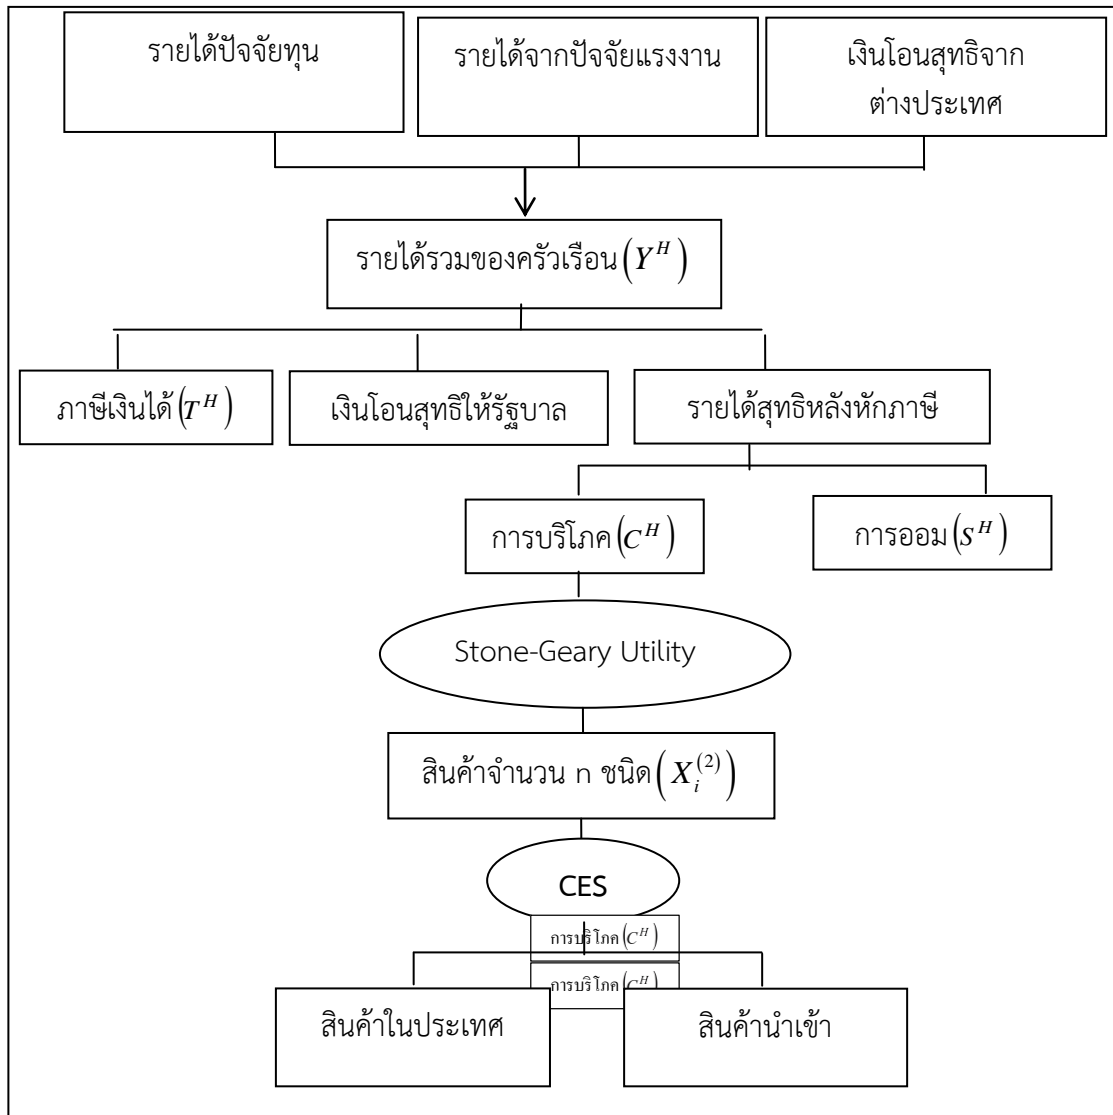 รายได้ปัจจัยทุน
รายได้จากปัจจัยแรงงาน
เงินโอนสุทธิจาก
ต่างประเทศ
รายได้รวมของครัวเรือน (Y^H)
ภาษีเงินได้ (T^H)
เงินโอนสุทธิให้รัฐบาล
รายได้สุทธิหลังหักภาษี
การบริโภค (C^H)
การออม (S^H)
Stone-Geary Utility
สินค้าจำนวน n ชนิด (X_i^(2))
CES
การบริโภค (C^H)
การบริโภค (C^H)
สินค้าในประเทศ
สินค้านำเข้า